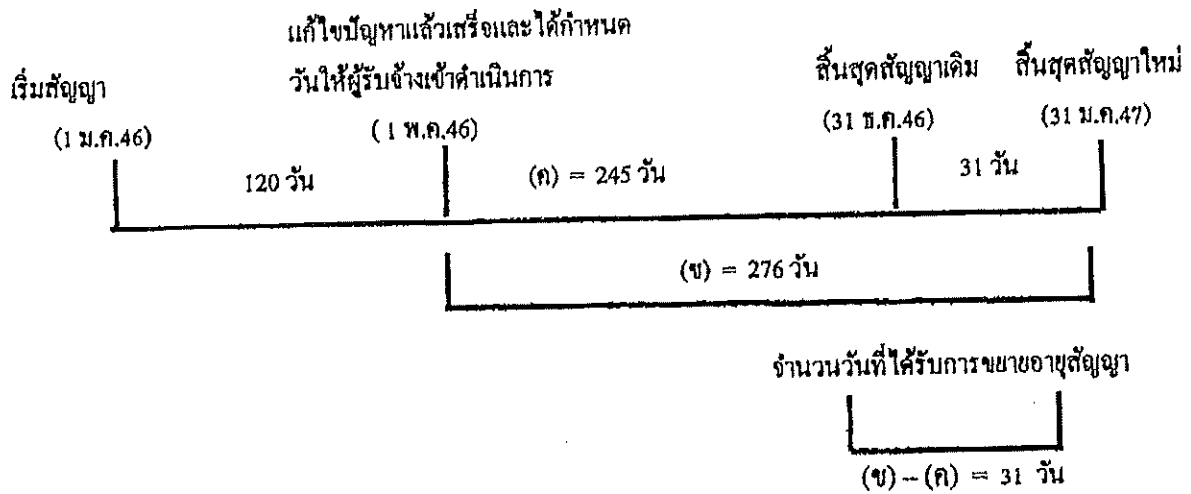 แก้ไขปัญหาแล้วเสร็จและได้กำหนด
วันให้ผู้รับจ้างเข้าดำเนินการ
เริ่มสัญญา
สิ้นสุดสัญญาเดิม
สิ้นสุดสัญญาใหม่
(1 ม.ค.46)
( 1 พ.ค.46)
(31 ธ.ค.46)
(31 ม.ค.47)
120 วัน
(ค) = 245 วัน
31 วัน
(ข) = 276 วัน
จำนวนวันที่ได้รับการขยายอายุสัญญา
(ข) – (ค) = 31 วัน